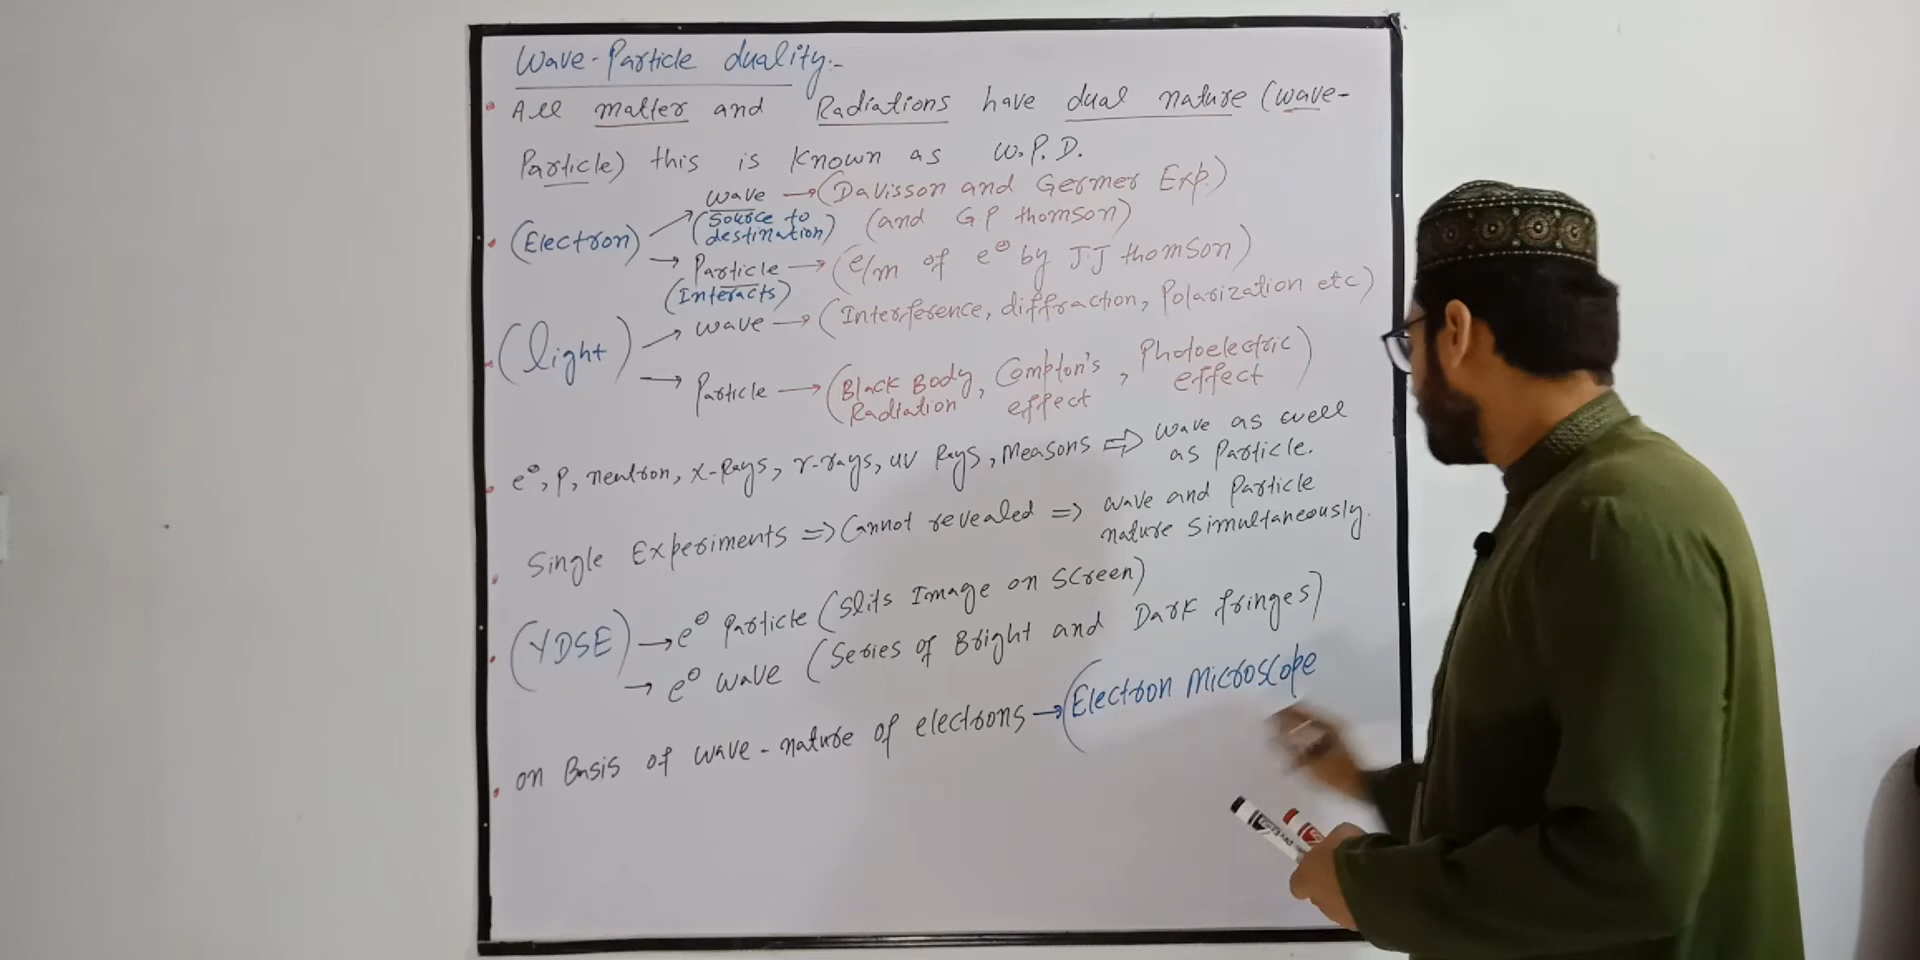 Wave-Particle duality:-
All matter and Radiations have dual nature (wave-
Particle) this is known as W.P.D.
(Electron) → wave → (Davisson and Germer Exp.)
(Source to destination) (and GP Thomson)
→ Particle → (e/m of e⊖ by J.J Thomson)
(Interacts)
(light) → wave → (Interference, diffraction, Polarization etc)
→ Particle → (Black Body Radiation, Compton's effect, Photoelectric effect)
e⊖, P, neutron, x-Rays, γ-rays, UV Rays, Measons ⇒ wave as well as Particle.
Single Experiments ⇒ Cannot revealed ⇒ wave and Particle nature Simultaneously.
(YDSE) → e⊖ Particle (Slits Image on Screen)
→ e⊖ wave (Series of Bright and Dark fringes)
on Basis of wave-nature of electrons → (Electron Microscope